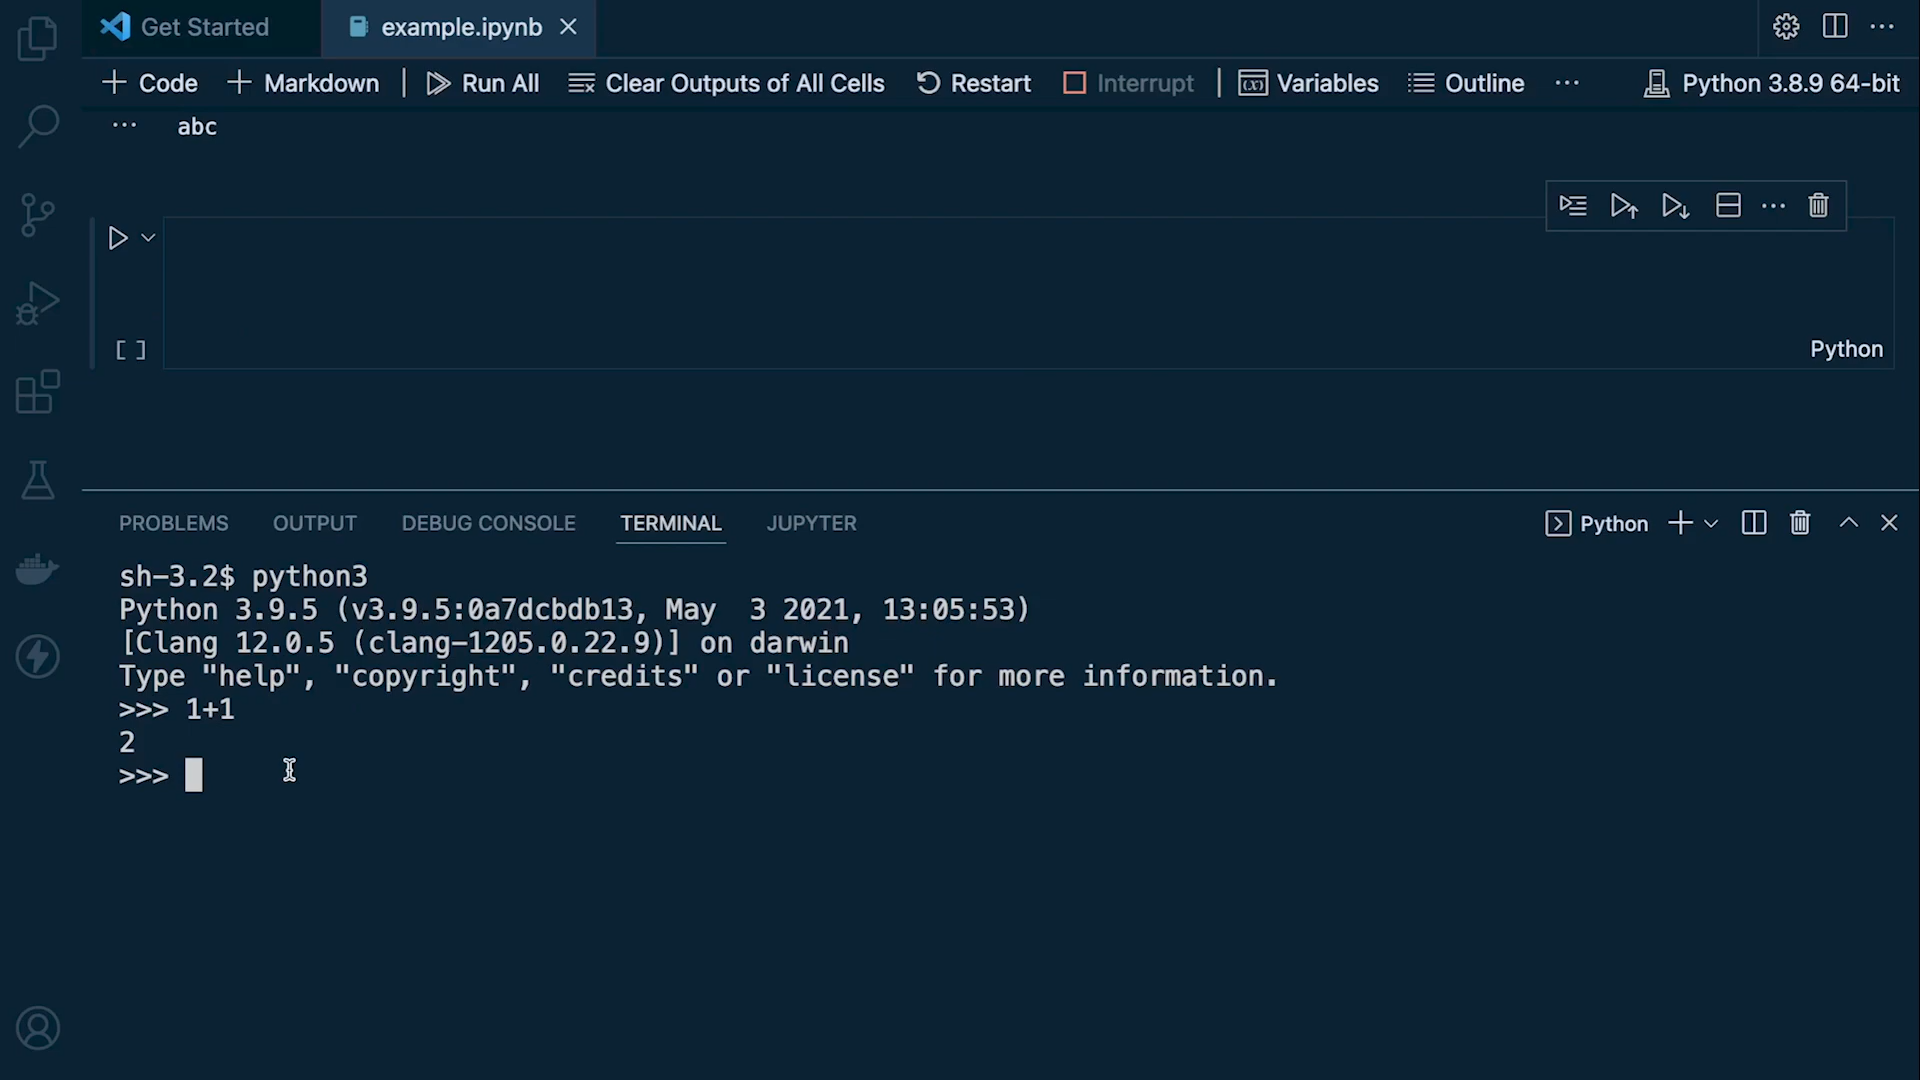 Get Started
example.ipynb
Code
Markdown
Run All
Clear Outputs of All Cells
Restart
Interrupt
Variables
Outline
...
Python 3.8.9 64-bit
... abc
[ ]
Python
PROBLEMS
OUTPUT
DEBUG CONSOLE
TERMINAL
JUPYTER
Python
sh-3.2$ python3
Python 3.9.5 (v3.9.5:0a7dcbdb13, May  3 2021, 13:05:53)
[Clang 12.0.5 (clang-1205.0.22.9)] on darwin
Type "help", "copyright", "credits" or "license" for more information.
>>> 1+1
2
>>>